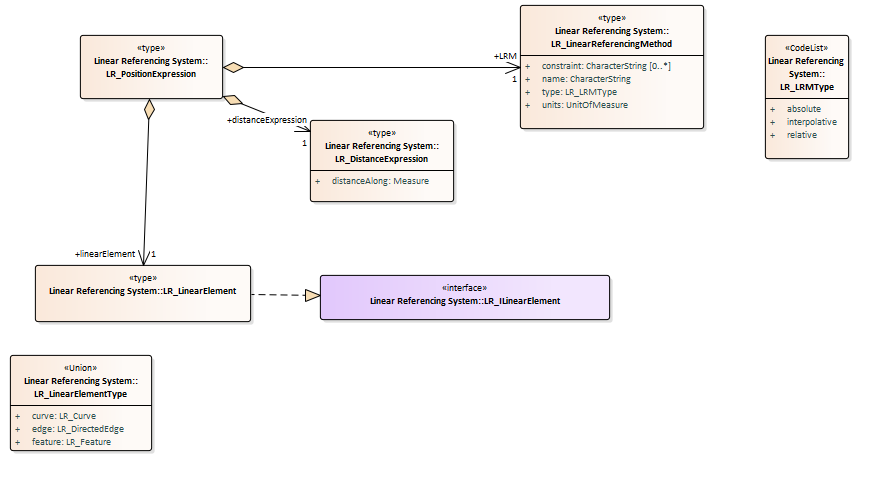 «type»
Linear Referencing System::
LR_PositionExpression
+LRM
1
«type»
Linear Referencing System::
LR_LinearReferencingMethod
+ constraint: CharacterString [0..*]
+ name: CharacterString
+ type: LR_LRMType
+ units: UnitOfMeasure
«CodeList»
Linear Referencing
System::
LR_LRMType
+ absolute
+ interpolative
+ relative
+distanceExpression
1
«type»
Linear Referencing System::
LR_DistanceExpression
+ distanceAlong: Measure
+linearElement
1
«type»
Linear Referencing System::LR_LinearElement
«interface»
Linear Referencing System::LR_ILinearElement
«Union»
Linear Referencing System::
LR_LinearElementType
+ curve: LR_Curve
+ edge: LR_DirectedEdge
+ feature: LR_Feature